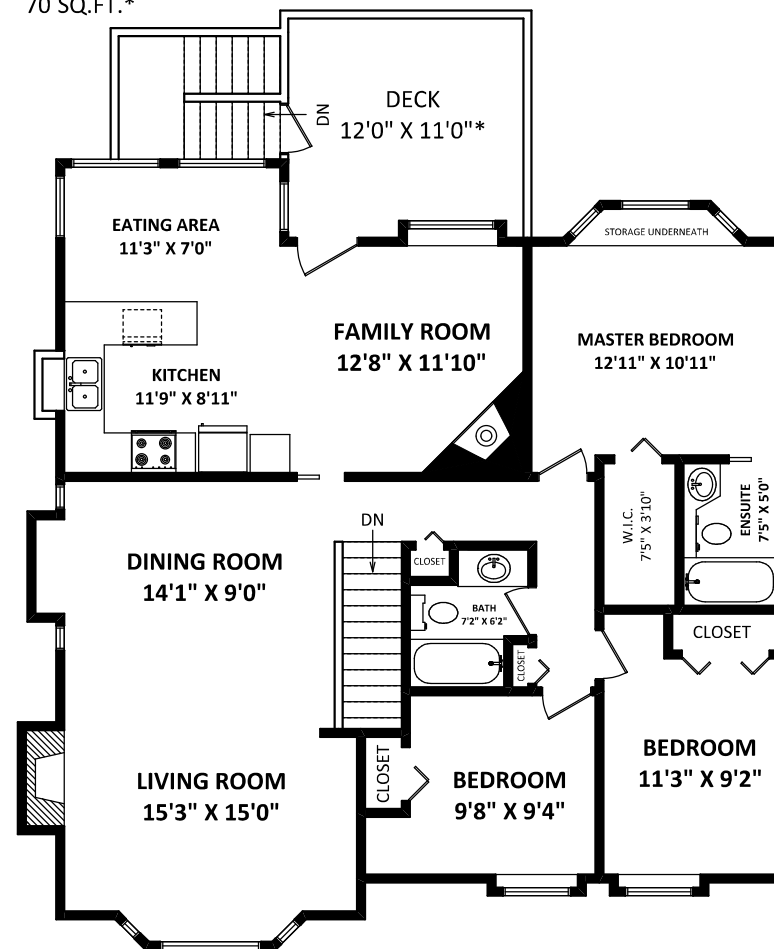 70 SQ.FT.*
DECK
12'0" X 11'0"*
DN
EATING AREA
11'3" X 7'0"
STORAGE UNDERNEATH
FAMILY ROOM
12'8" X 11'10"
MASTER BEDROOM
12'11" X 10'11"
KITCHEN
11'9" X 8'11"
W.I.C.
7'5" X 3'10"
ENSUITE
7'5" X 5'0"
DN
DINING ROOM
14'1" X 9'0"
CLOSET
BATH
7'2" X 6'2"
CLOSET
CLOSET
LIVING ROOM
15'3" X 15'0"
CLOSET
BEDROOM
9'8" X 9'4"
BEDROOM
11'3" X 9'2"